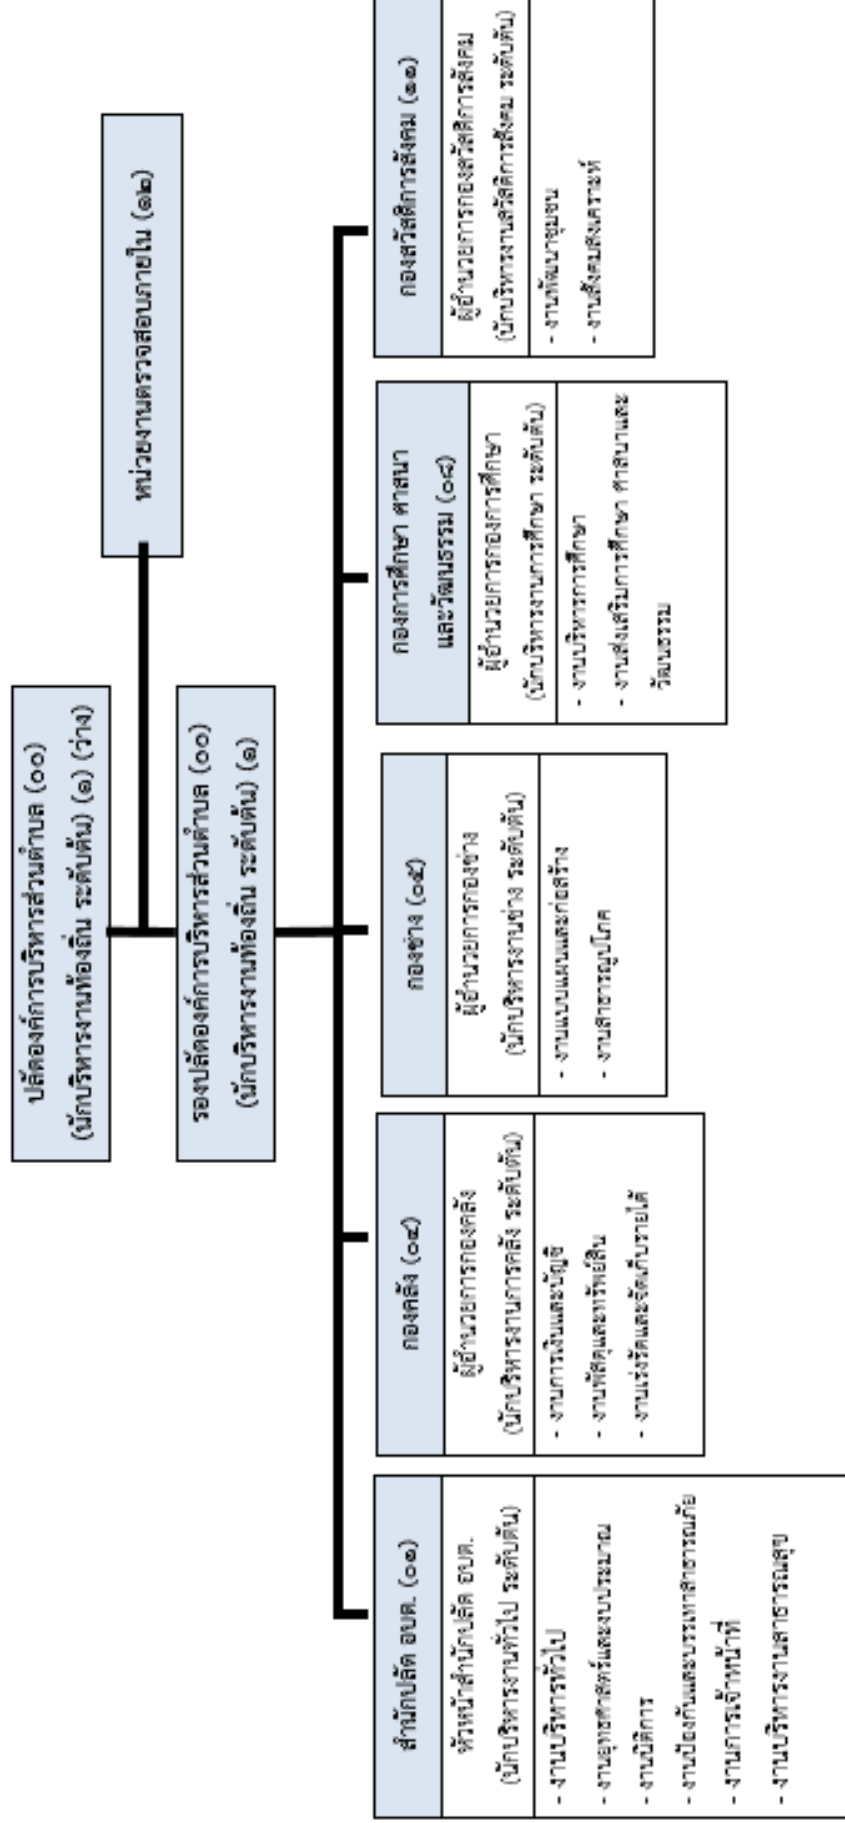 ปลัดองค์การบริหารส่วนตำบล (๐๐)
(นักบริหารงานท้องถิ่น ระดับต้น) (๑) (ว่าง)
หน่วยงานตรวจสอบภายใน (๑๒)
รองปลัดองค์การบริหารส่วนตำบล (๐๐)
(นักบริหารงานท้องถิ่น ระดับต้น) (๑)
สำนักปลัด อบต. (๐๑)
หัวหน้าสำนักปลัด อบต.
(นักบริหารงานทั่วไป ระดับต้น)
- งานบริหารทั่วไป
- งานยุทธศาสตร์และงบประมาณ
- งานนิติการ
- งานป้องกันและบรรเทาสาธารณภัย
- งานการเจ้าหน้าที่
- งานบริหารงานสาธารณสุข
กองคลัง (๐๔)
ผู้อำนวยการกองคลัง
(นักบริหารงานการคลัง ระดับต้น)
- งานการเงินและบัญชี
- งานพัสดุและทรัพย์สิน
- งานเร่งรัดและจัดเก็บรายได้
กองช่าง (๐๕)
ผู้อำนวยการกองช่าง
(นักบริหารงานช่าง ระดับต้น)
- งานแบบแผนและก่อสร้าง
- งานสาธารณูปโภค
กองการศึกษา ศาสนา
และวัฒนธรรม (๐๘)
ผู้อำนวยการกองการศึกษา
(นักบริหารงานการศึกษา ระดับต้น)
- งานบริหารการศึกษา
- งานส่งเสริมการศึกษา ศาสนาและ
วัฒนธรรม
กองสวัสดิการสังคม (๑๑)
ผู้อำนวยการกองสวัสดิการสังคม
(นักบริหารงานสวัสดิการสังคม ระดับต้น)
- งานพัฒนาชุมชน
- งานสังคมสงเคราะห์